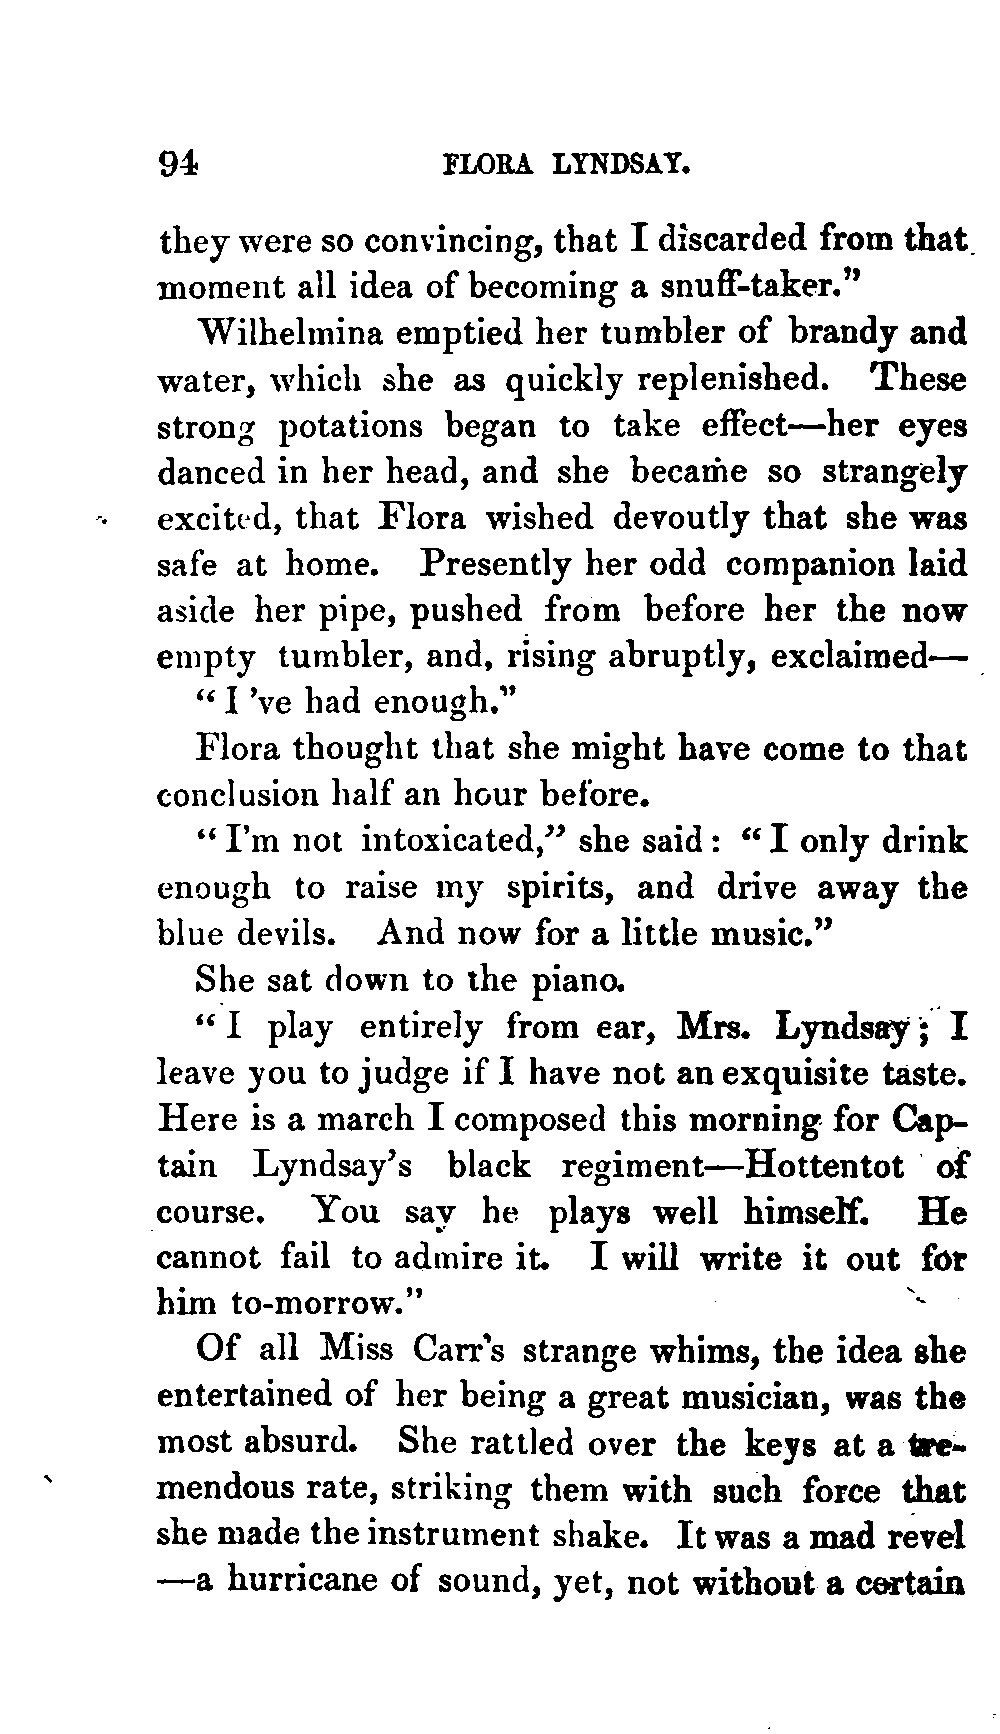 94 FLORA LYNDSAY.
they were so convincing, that I discarded from that
moment all idea of becoming a snuff-taker."
Wilhelmina emptied her tumbler of brandy and
water, which she as quickly replenished. These
strong potations began to take effect—her eyes
danced in her head, and she became so strangely
excited, that Flora wished devoutly that she was
safe at home. Presently her odd companion laid
aside her pipe, pushed from before her the now
empty tumbler, and, rising abruptly, exclaimed—
"I 've had enough."
Flora thought that she might have come to that
conclusion half an hour before.
"I'm not intoxicated," she said: "I only drink
enough to raise my spirits, and drive away the
blue devils. And now for a little music."
She sat down to the piano.
"I play entirely from ear, Mrs. Lyndsay; I
leave you to judge if I have not an exquisite taste.
Here is a march I composed this morning for Cap-
tain Lyndsay's black regiment—Hottentot of
course. You say he plays well himself. He
cannot fail to admire it. I will write it out for
him to-morrow."
Of all Miss Carr's strange whims, the idea she
entertained of her being a great musician, was the
most absurd. She rattled over the keys at a tre-
mendous rate, striking them with such force that
she made the instrument shake. It was a mad revel
—a hurricane of sound, yet, not without a certain